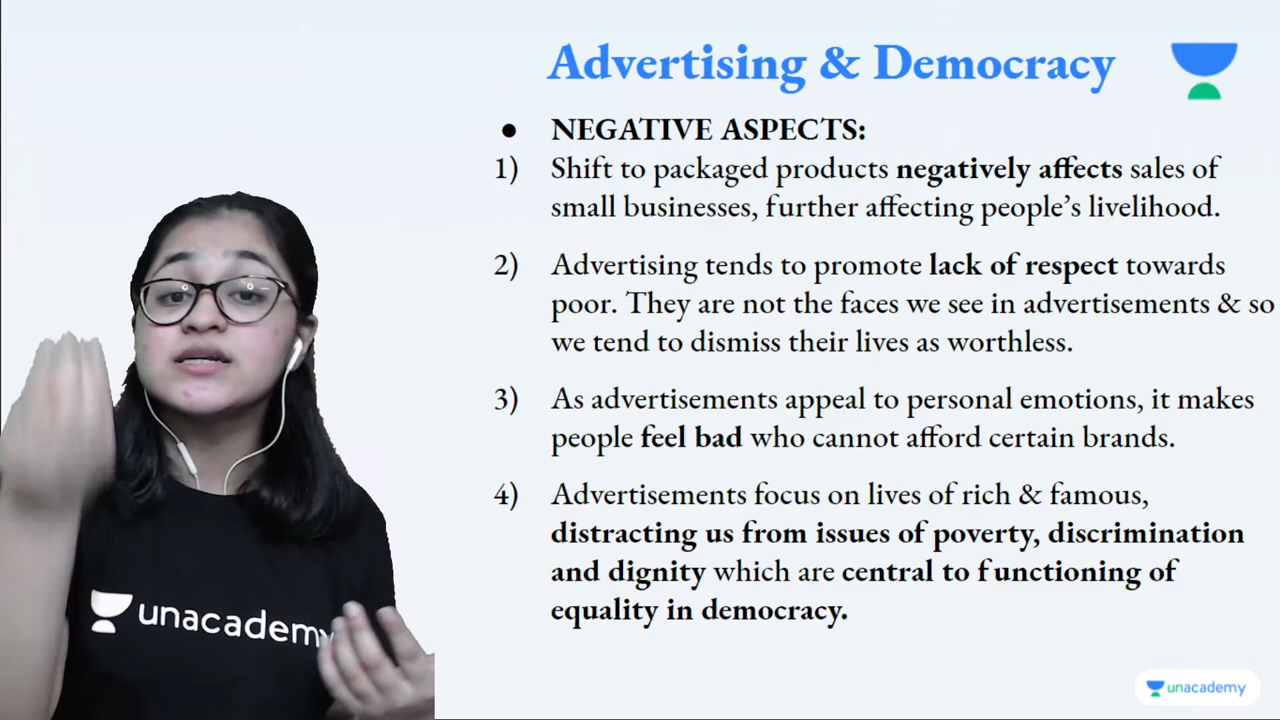 Advertising & Democracy
● NEGATIVE ASPECTS:
1) Shift to packaged products negatively affects sales of
small businesses, further affecting people’s livelihood.
2) Advertising tends to promote lack of respect towards
poor. They are not the faces we see in advertisements & so
we tend to dismiss their lives as worthless.
3) As advertisements appeal to personal emotions, it makes
people feel bad who cannot afford certain brands.
4) Advertisements focus on lives of rich & famous,
distracting us from issues of poverty, discrimination
and dignity which are central to functioning of
equality in democracy.
unacademy
unacademy